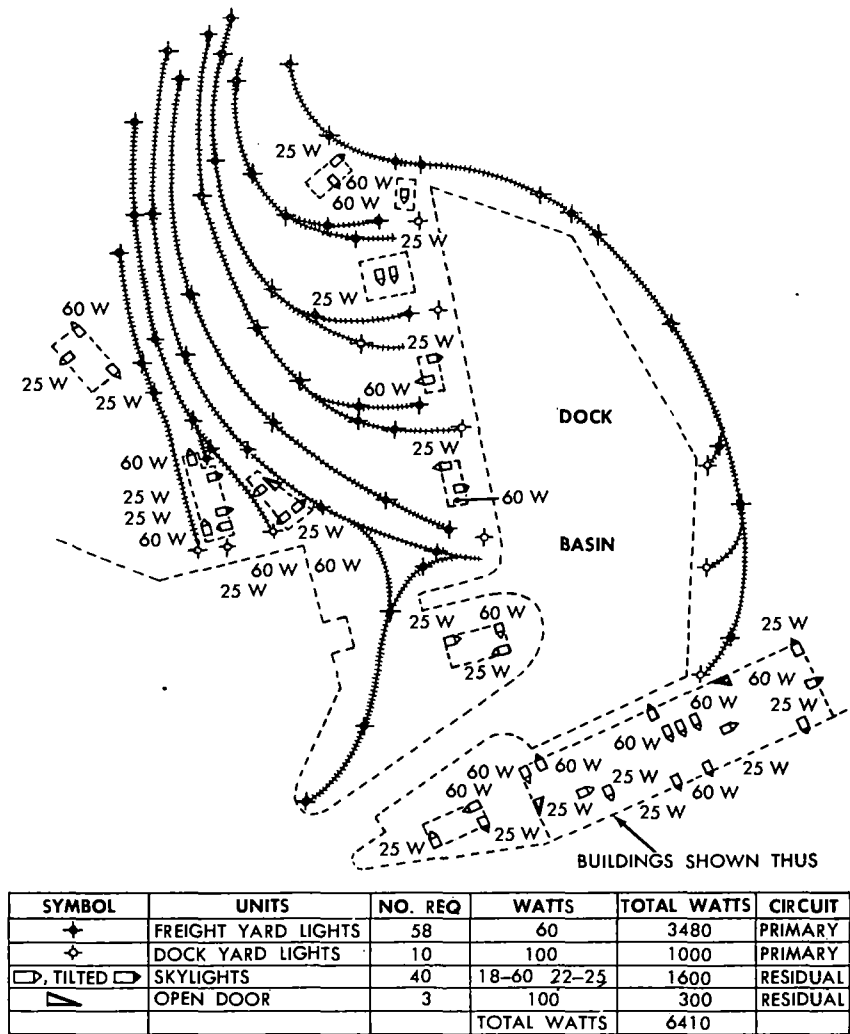 25 W
60 W
60 W
25 W
60 W
25 W
25 W
25 W
60 W
25 W
DOCK
60 W
25 W
25 W
25 W
60 W
60 W
BASIN
25 W
60 W 60 W
25 W
25 W
60 W
25 W
25 W
60 W
60 W
25 W
60 W
60 W
60 W
60 W
25 W
25 W
25 W
60 W
25 W
25 W
25 W
BUILDINGS SHOWN THUS
SYMBOL UNITS NO. REQ WATTS TOTAL WATTS CIRCUIT
FREIGHT YARD LIGHTS 58 60 3480 PRIMARY
DOCK YARD LIGHTS 10 100 1000 PRIMARY
, TILTED SKYLIGHTS 40 18-60 22-25 1600 RESIDUAL
OPEN DOOR 3 100 300 RESIDUAL
TOTAL WATTS 6410